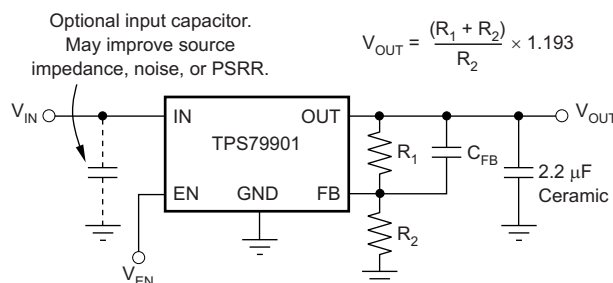 Optional input capacitor.
May improve source
impedance, noise, or PSRR.
V_OUT = (R_1 + R_2) / R_2 × 1.193
V_IN
IN
OUT
V_OUT
TPS79901
R_1
C_FB
2.2 μF
Ceramic
EN
GND
FB
R_2
V_EN